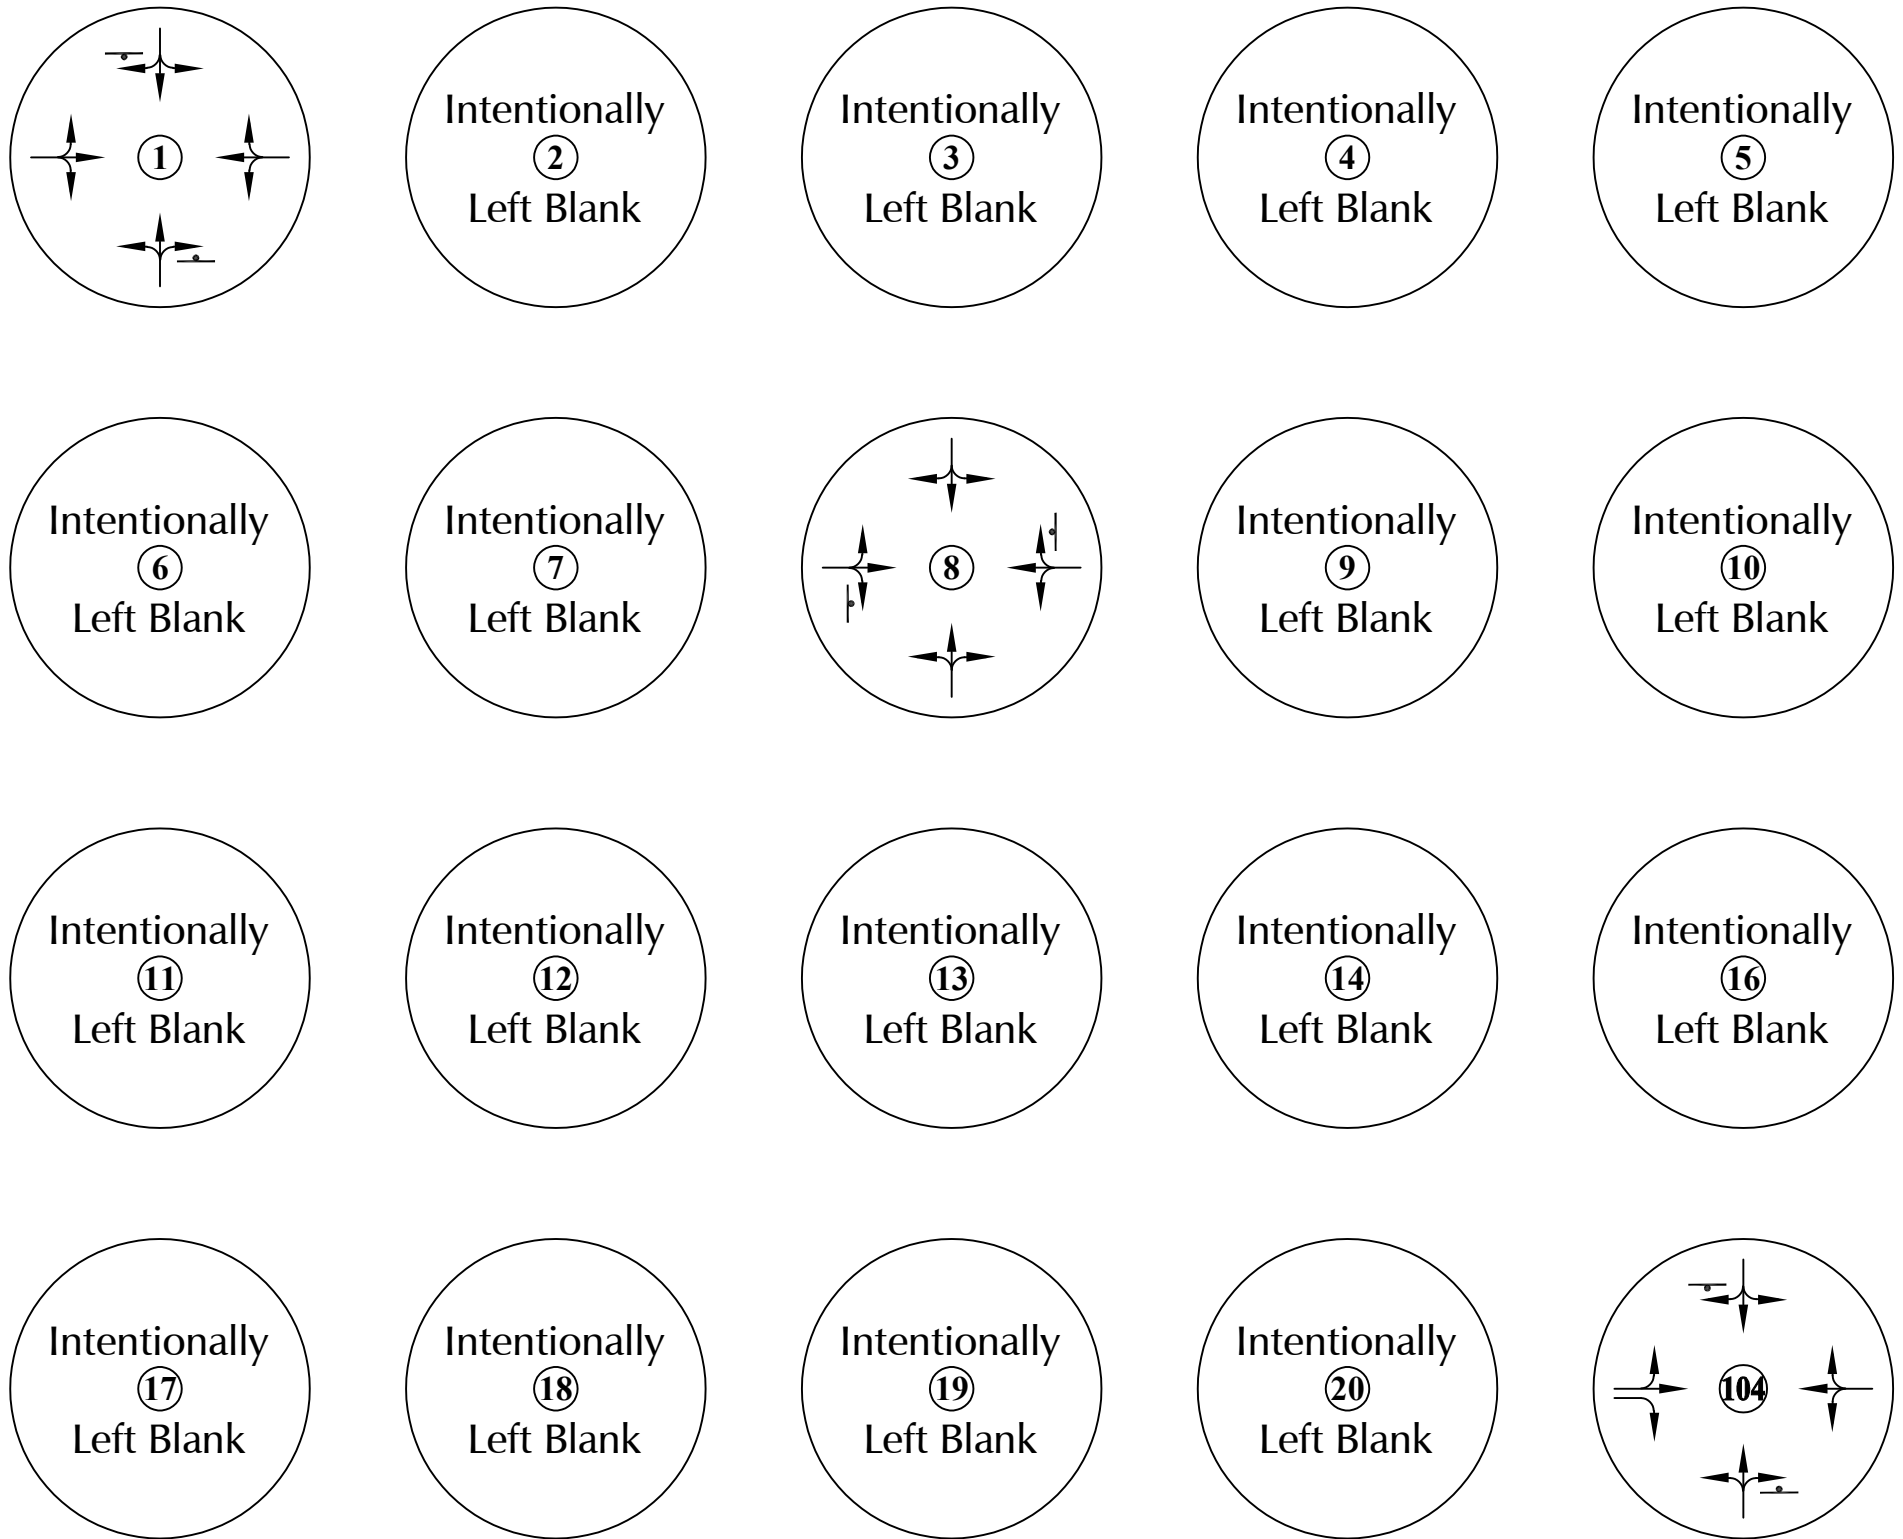 1
Intentionally
2
Left Blank
Intentionally
3
Left Blank
Intentionally
4
Left Blank
Intentionally
5
Left Blank
Intentionally
6
Left Blank
Intentionally
7
Left Blank
8
Intentionally
9
Left Blank
Intentionally
10
Left Blank
Intentionally
11
Left Blank
Intentionally
12
Left Blank
Intentionally
13
Left Blank
Intentionally
14
Left Blank
Intentionally
16
Left Blank
Intentionally
17
Left Blank
Intentionally
18
Left Blank
Intentionally
19
Left Blank
Intentionally
20
Left Blank
104